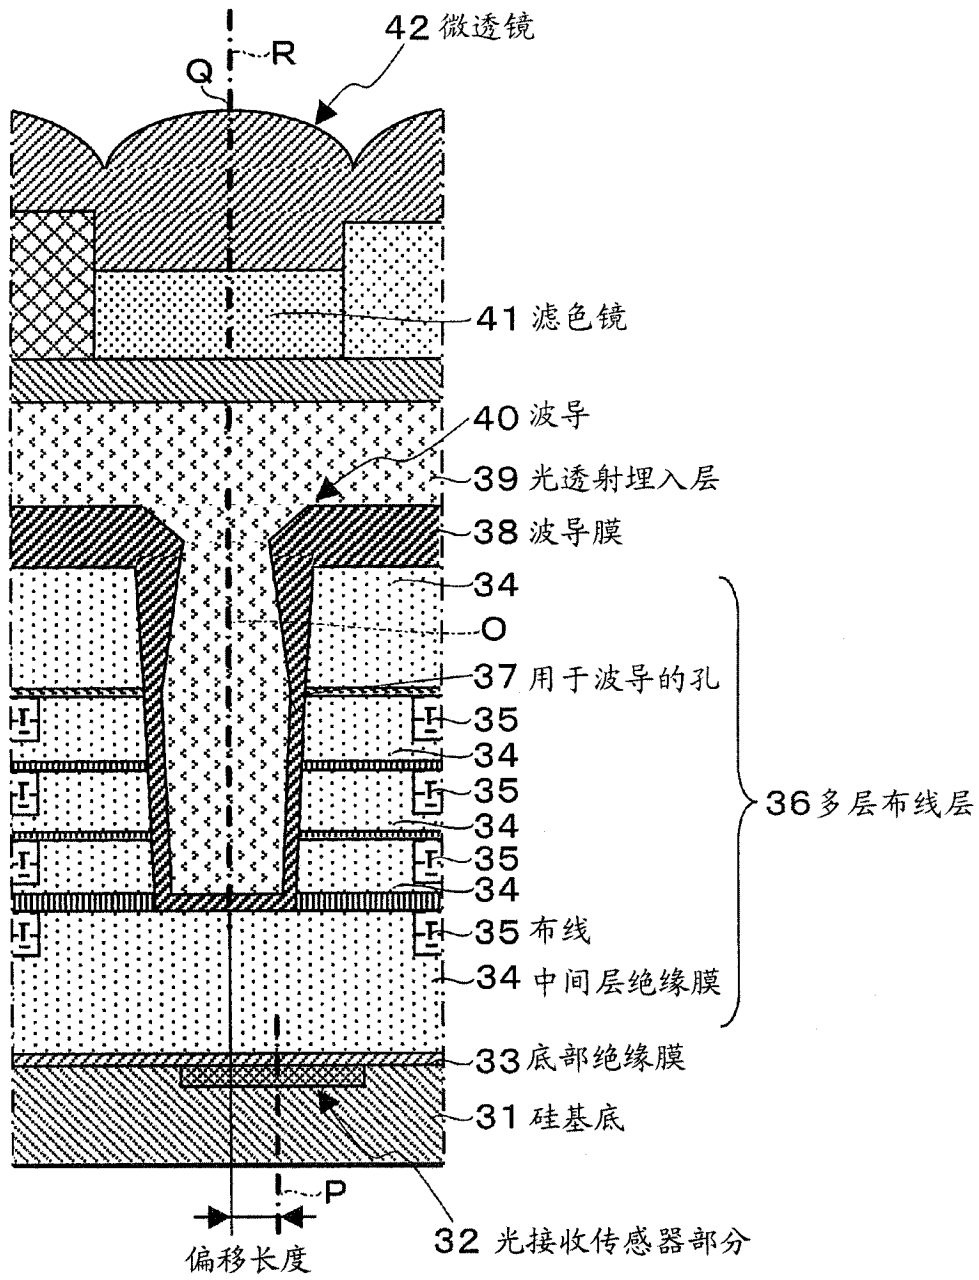 42 微透镜
R
Q
41 滤色镜
40 波导
39 光透射埋入层
38 波导膜
34
O
37 用于波导的孔
35
34
35
34
36 多层布线层
35
34
35 布线
34 中间层绝缘膜
33 底部绝缘膜
31 硅基底
P
32 光接收传感器部分
偏移长度